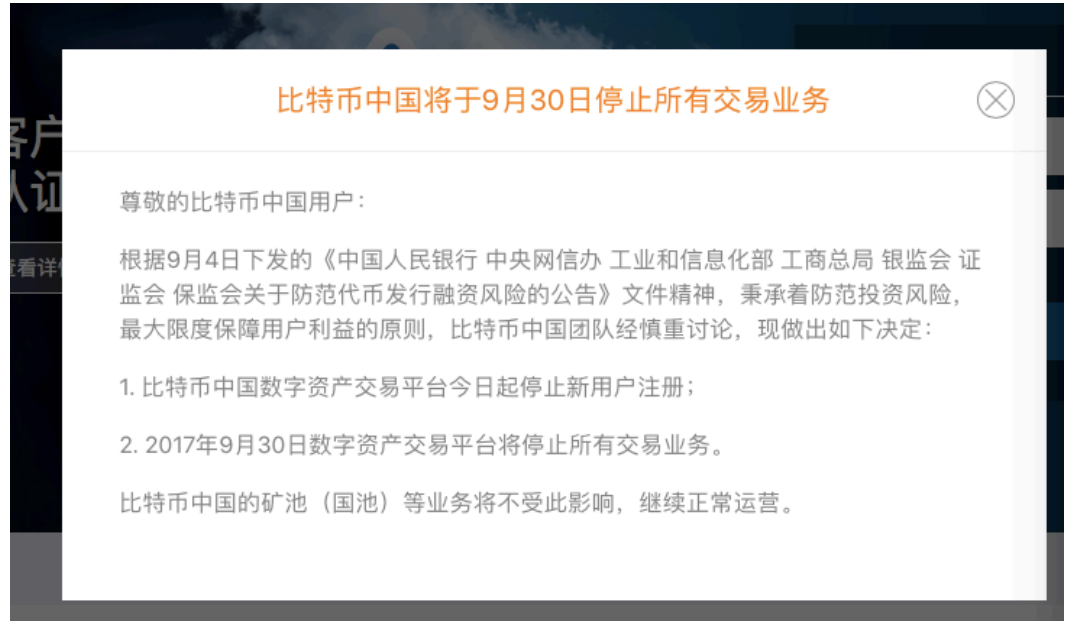 比特币中国将于9月30日停止所有交易业务
客户
认证
查看详情
尊敬的比特币中国用户：
根据9月4日下发的《中国人民银行 中央网信办 工业和信息化部 工商总局 银监会 证
监会 保监会关于防范代币发行融资风险的公告》文件精神，秉承着防范投资风险，
最大限度保障用户利益的原则，比特币中国团队经慎重讨论，现做出如下决定：
1. 比特币中国数字资产交易平台今日起停止新用户注册；
2. 2017年9月30日数字资产交易平台将停止所有交易业务。
比特币中国的矿池（国池）等业务将不受此影响，继续正常运营。